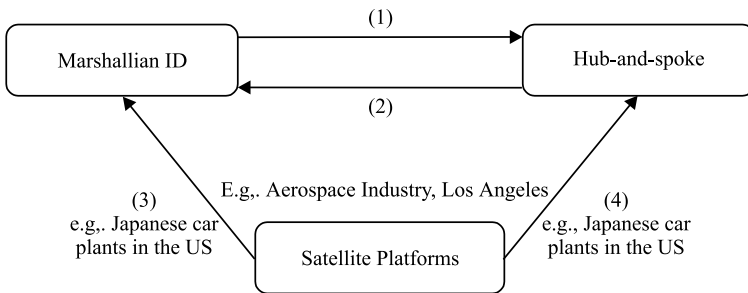 (1)
Marshallian ID
Hub-and-spoke
(2)
E.g,. Aerospace Industry, Los Angeles
(3)
e.g,. Japanese car
plants in the US
(4)
e.g., Japanese car
plants in the US
Satellite Platforms